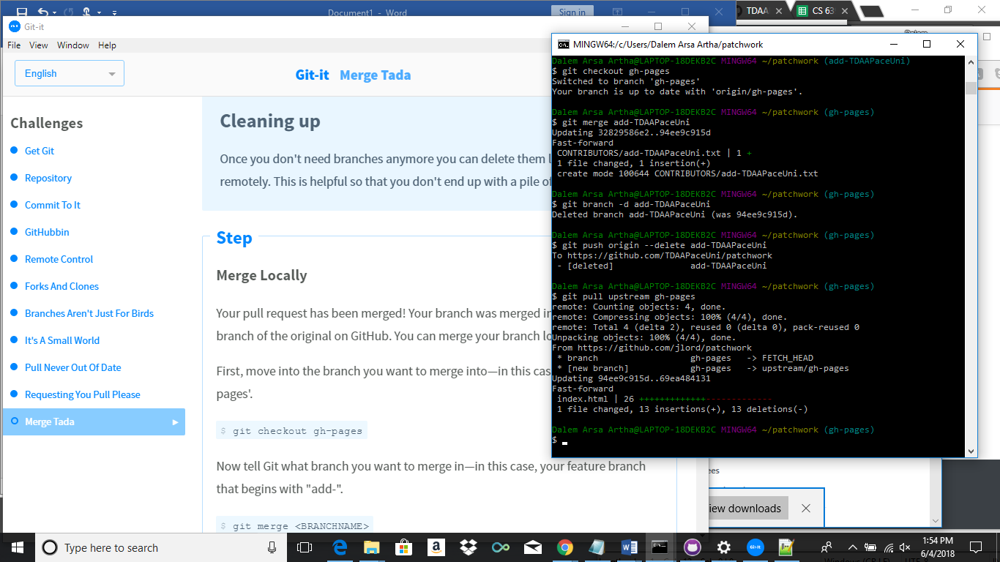 Document1 - Word
Sign in
TDAA
CS 63
Git-it
File View Window Help
English
Git-it Merge Tada
Challenges
Get Git
Repository
Commit To It
GitHubbin
Remote Control
Forks And Clones
Branches Aren't Just For Birds
It's A Small World
Pull Never Out Of Date
Requesting You Pull Please
Merge Tada
Cleaning up
Once you don't need branches anymore you can delete them
remotely. This is helpful so that you don't end up with a pile of
Step
Merge Locally
Your pull request has been merged! Your branch was merged
branch of the original on GitHub. You can merge your branch
First, move into the branch you want to merge into—in this
pages'.
$ git checkout gh-pages
Now tell Git what branch you want to merge in—in this case, your feature branch
that begins with "add-".
$ git merge <BRANCHNAME>
MINGW64:/c/Users/Dalem Arsa Artha/patchwork
Dalem Arsa Artha@LAPTOP-18DEKB2C MINGW64 ~/patchwork (add-TDAAPaceUni)
$ git checkout gh-pages
Switched to branch 'gh-pages'
Your branch is up to date with 'origin/gh-pages'.
Dalem Arsa Artha@LAPTOP-18DEKB2C MINGW64 ~/patchwork (gh-pages)
$ git merge add-TDAAPaceUni
Updating 32829586e2..94ee9c915d
Fast-forward
CONTRIBUTORS/add-TDAAPaceUni.txt | 1 +
1 file changed, 1 insertion(+)
create mode 100644 CONTRIBUTORS/add-TDAAPaceUni.txt
Dalem Arsa Artha@LAPTOP-18DEKB2C MINGW64 ~/patchwork (gh-pages)
$ git branch -d add-TDAAPaceUni
Deleted branch add-TDAAPaceUni (was 94ee9c915d).
Dalem Arsa Artha@LAPTOP-18DEKB2C MINGW64 ~/patchwork (gh-pages)
$ git push origin --delete add-TDAAPaceUni
To https://github.com/TDAAPaceUni/patchwork
- [deleted] add-TDAAPaceUni
Dalem Arsa Artha@LAPTOP-18DEKB2C MINGW64 ~/patchwork (gh-pages)
$ git pull upstream gh-pages
remote: Counting objects: 4, done.
remote: Compressing objects: 100% (4/4), done.
remote: Total 4 (delta 2), reused 0 (delta 0), pack-reused 0
Unpacking objects: 100% (4/4), done.
From https://github.com/jlord/patchwork
* branch gh-pages -> FETCH_HEAD
* [new branch] gh-pages -> upstream/gh-pages
Updating 94ee9c915d..69ea484131
Fast-forward
index.html | 26 +++++++++++++-------------
1 file changed, 13 insertions(+), 13 deletions(-)
Dalem Arsa Artha@LAPTOP-18DEKB2C MINGW64 ~/patchwork (gh-pages)
$
ees
iew downloads
Type here to search
Git-it
1:54 PM
6/4/2018